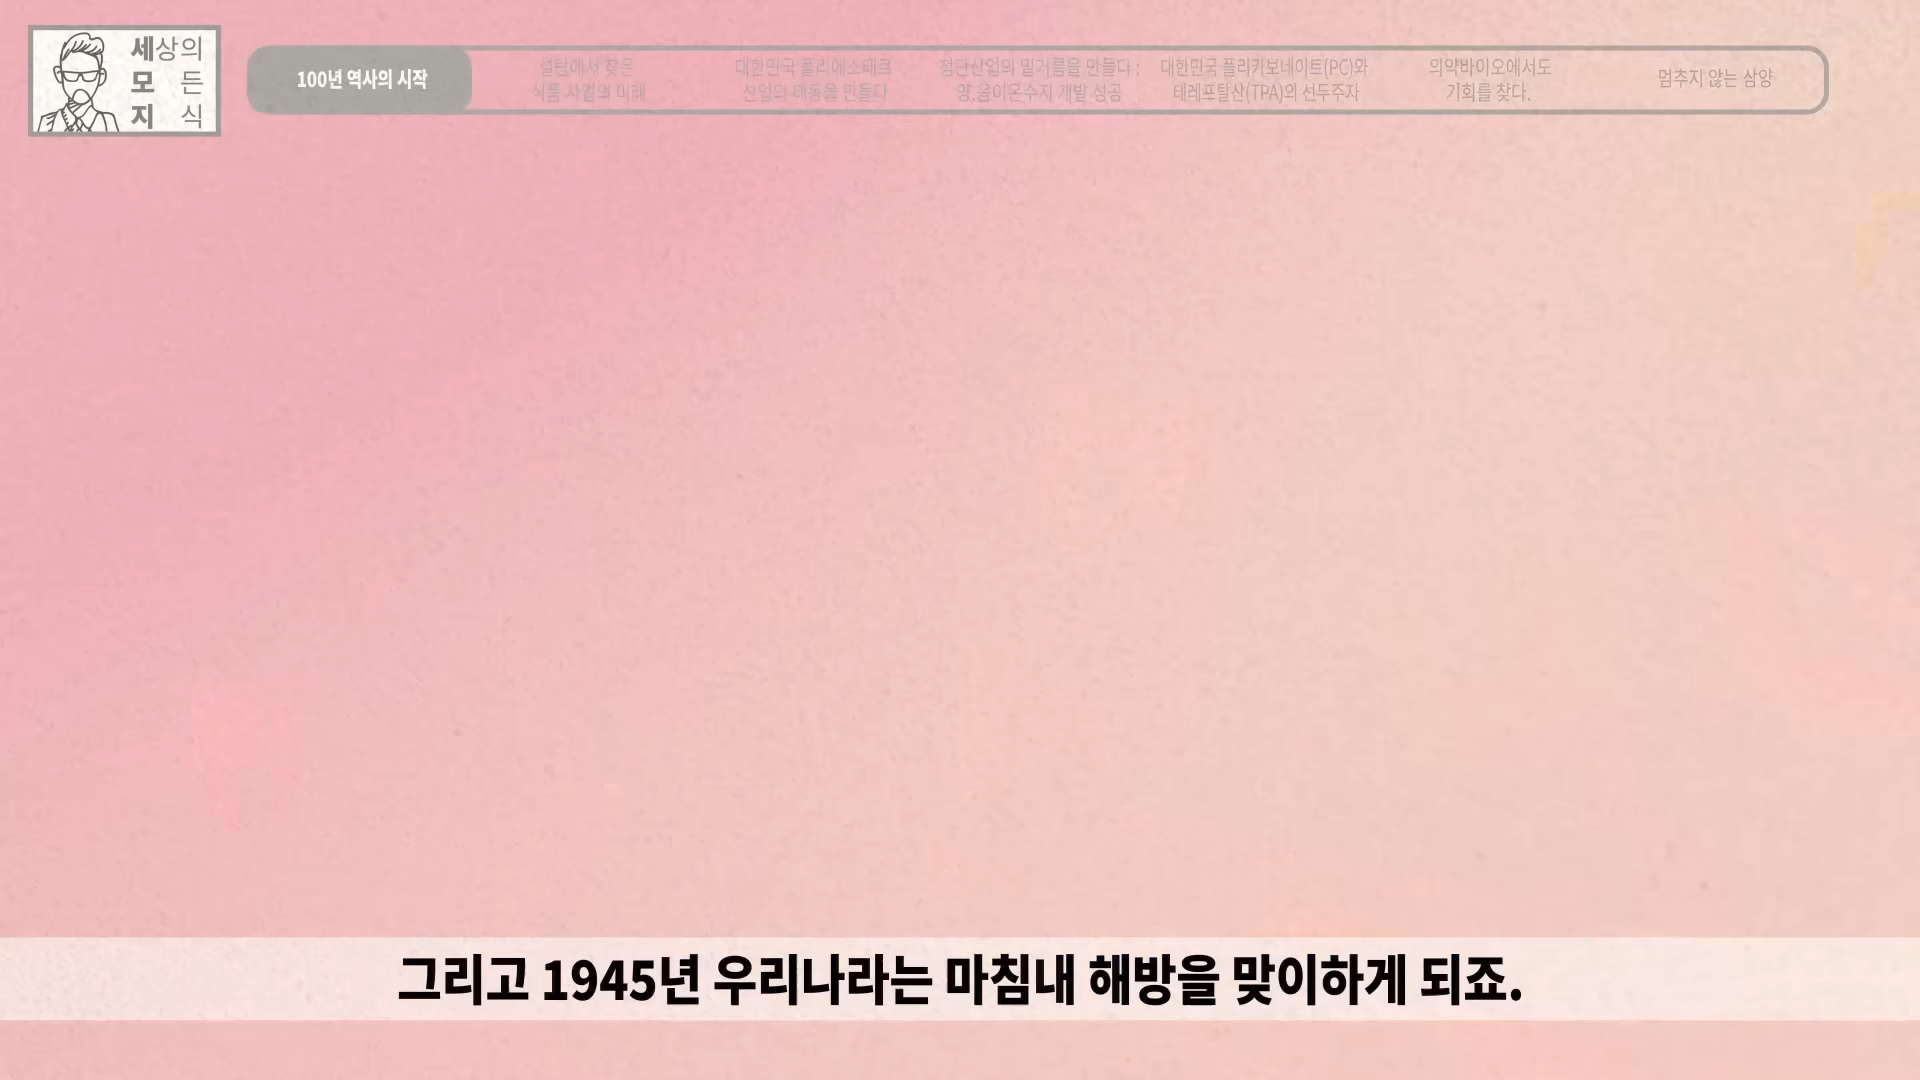 세상의
모든
지식
100년 역사의 시작
설탕에서 찾은
식품 사업의 미래
대한민국 폴리에스테르
산업의 태동을 만들다
첨단산업의 밑거름을 만들다 ;
양,음이온수지 개발 성공
대한민국 폴리카보네이트(PC)와
테레프탈산(TPA)의 선두주자
의약바이오에서도
기회를 찾다.
멈추지 않는 삼양
그리고 1945년 우리나라는 마침내 해방을 맞이하게 되죠.